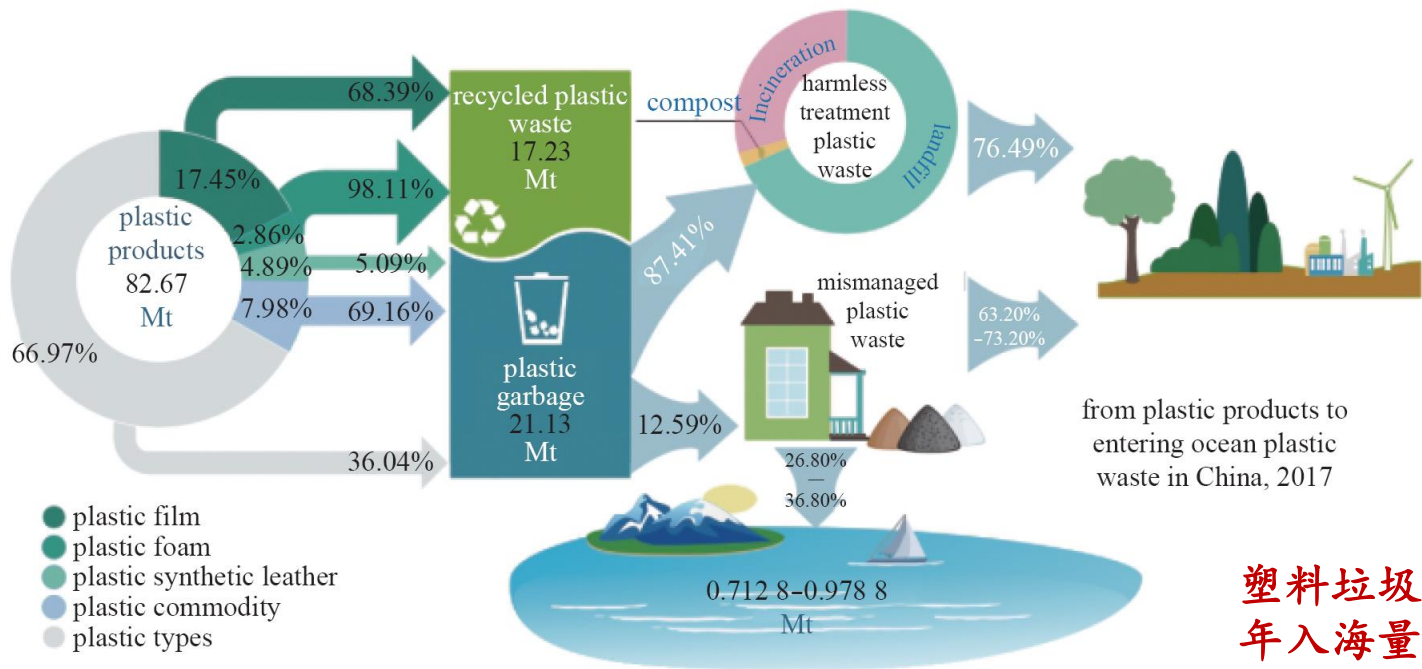 68.39%
17.45%
98.11%
plastic
products
82.67
Mt
2.86%
4.89%
5.09%
7.98%
69.16%
66.97%
36.04%
plastic film
plastic foam
plastic synthetic leather
plastic commodity
plastic types
recycled plastic
waste
17.23
Mt
plastic
garbage
21.13
Mt
compost
Incineration
harmless
treatment
plastic
waste
landfill
87.41%
12.59%
76.49%
mismanaged
plastic
waste
63.20%
–73.20%
26.80%
—
36.80%
0.712 8–0.978 8
Mt
from plastic products to
entering ocean plastic
waste in China, 2017
塑料垃圾
年入海量